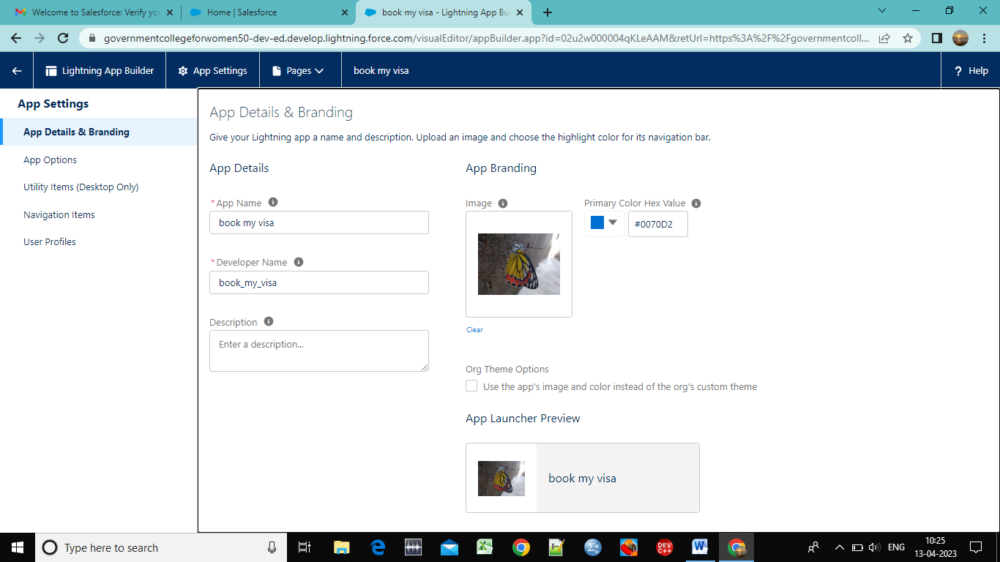 Welcome to Salesforce: Verify yo
Home | Salesforce
book my visa - Lightning App Bu
governmentcollegeforwomen50-dev-ed.develop.lightning.force.com/visualEditor/appBuilder.app?id=02u2w000004qKLeAAM&retUrl=https%3A%2F%2Fgovernmentcoll...
Lightning App Builder
App Settings
Pages
book my visa
? Help
App Settings
App Details & Branding
App Options
Utility Items (Desktop Only)
Navigation Items
User Profiles
App Details & Branding
Give your Lightning app a name and description. Upload an image and choose the highlight color for its navigation bar.
App Details
*App Name
book my visa
*Developer Name
book_my_visa
Description
Enter a description...
App Branding
Image
Clear
Primary Color Hex Value
#0070D2
Org Theme Options
Use the app's image and color instead of the org's custom theme
App Launcher Preview
book my visa
Type here to search
DEV
C++
ENG
10:25
13-04-2023